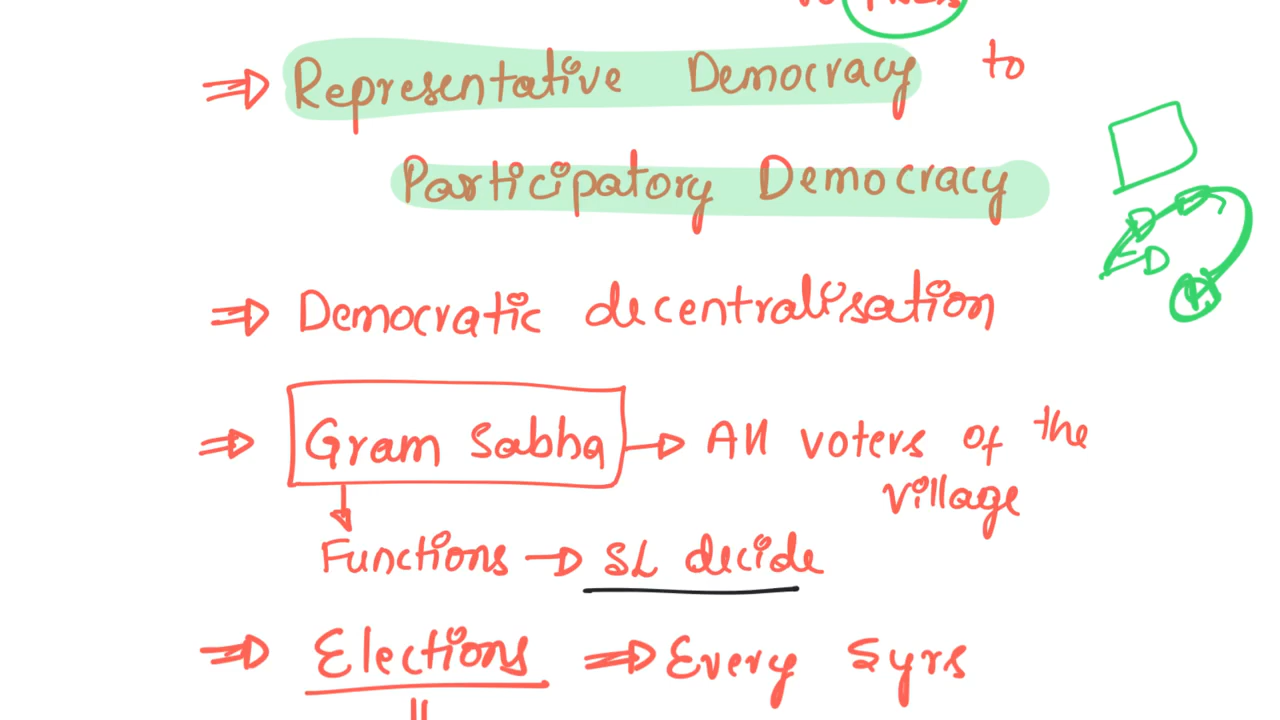 ⇒ Representative Democracy to
Participatory Democracy
⇒ Democratic decentralisation
⇒ Gram Sabha → All voters of the
village
Functions → SL decide
⇒ Elections ⇒ Every 5yrs